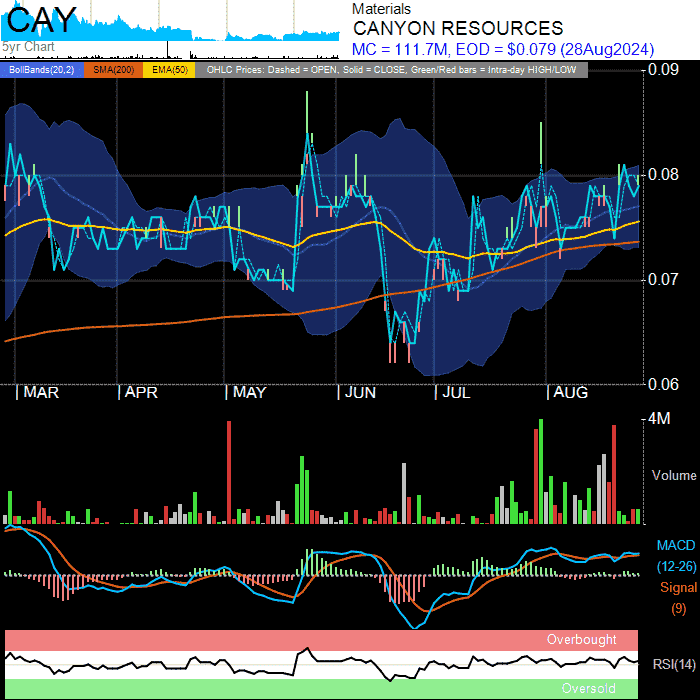 CAY
5yr Chart
Materials
CANYON RESOURCES
MC = 111.7M, EOD = $0.079 (28Aug2024)
BollBands(20,2) SMA(200) EMA(50) OHLC Prices: Dashed = OPEN, Solid = CLOSE, Green/Red bars = Intra-day HIGH/LOW
0.09
0.08
0.07
0.06
| MAR | APR | MAY | JUN | JUL | AUG
4M
Volume
MACD
(12-26)
Signal
(9)
Overbought
RSI(14)
Oversold